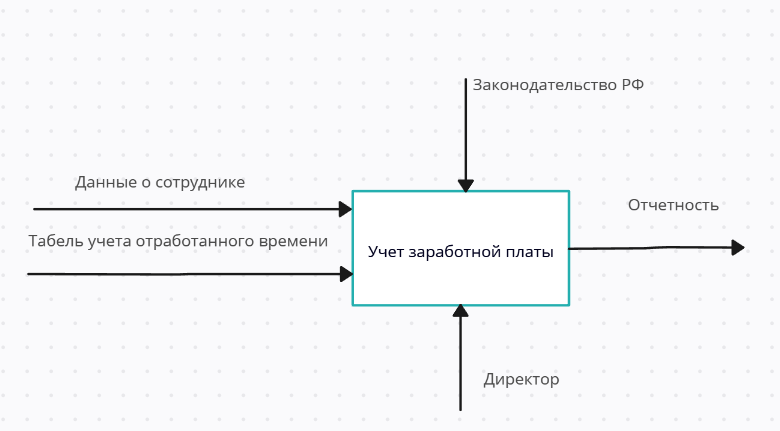 Законодательство РФ
Данные о сотруднике
Отчетность
Табель учета отработанного времени
Учет заработной платы
Директор